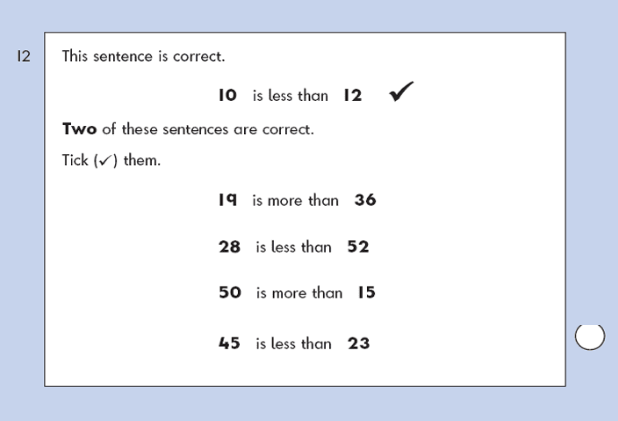 12 This sentence is correct.
10 is less than 12 ✓
Two of these sentences are correct.
Tick (✓) them.
19 is more than 36
28 is less than 52
50 is more than 15
45 is less than 23